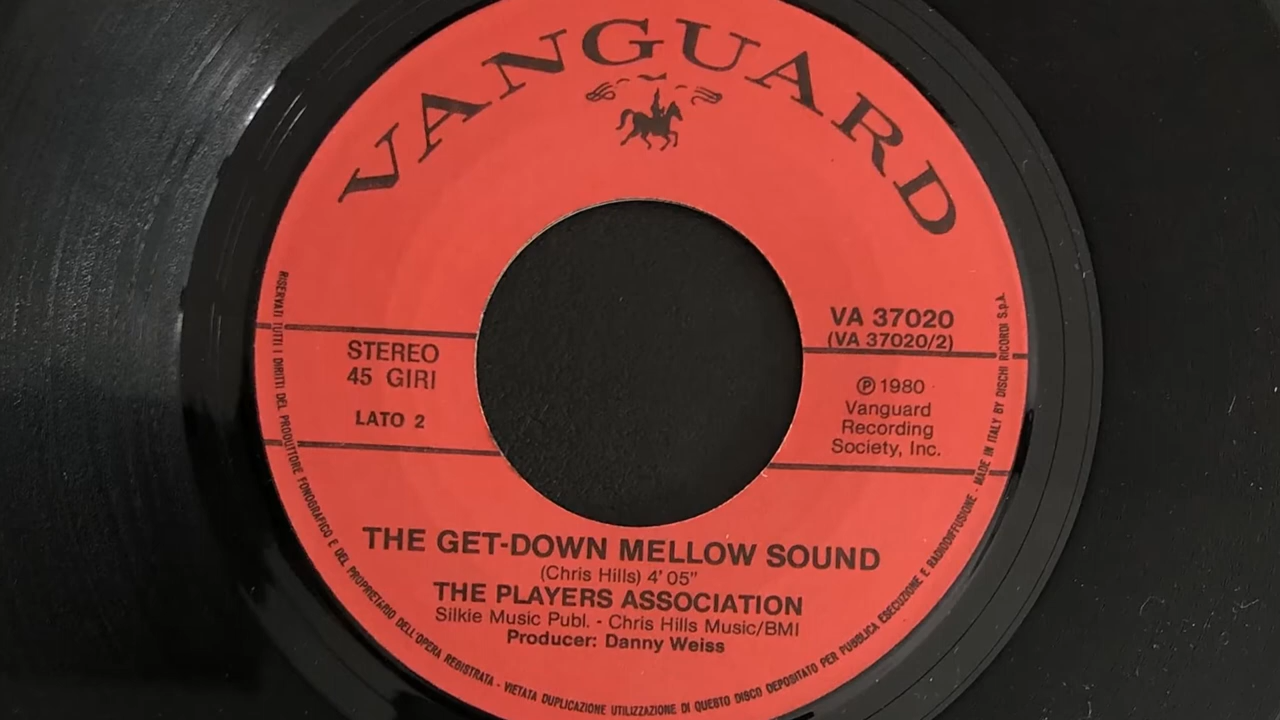 VANGUARD
VA 37020
(VA 37020/2)
STEREO
45 GIRI
LATO 2
℗ 1980
Vanguard
Recording
Society, Inc.
THE GET-DOWN MELLOW SOUND
(Chris Hills) 4' 05"
THE PLAYERS ASSOCIATION
Silkie Music Publ. - Chris Hills Music/BMI
Producer: Danny Weiss
RISERVATI TUTTI I DIRITTI DEL PRODUTTORE FONOGRAFICO E DEL PROPRIETARIO DELL'OPERA REGISTRATA - VIETATA DUPLICAZIONE UTILIZZAZIONE DI QUESTO DISCO DEPOSITATO PER PUBBLICA ESECUZIONE E RADIODIFFUSIONE - MADE IN ITALY BY DISCHI RICORDI S.p.A.